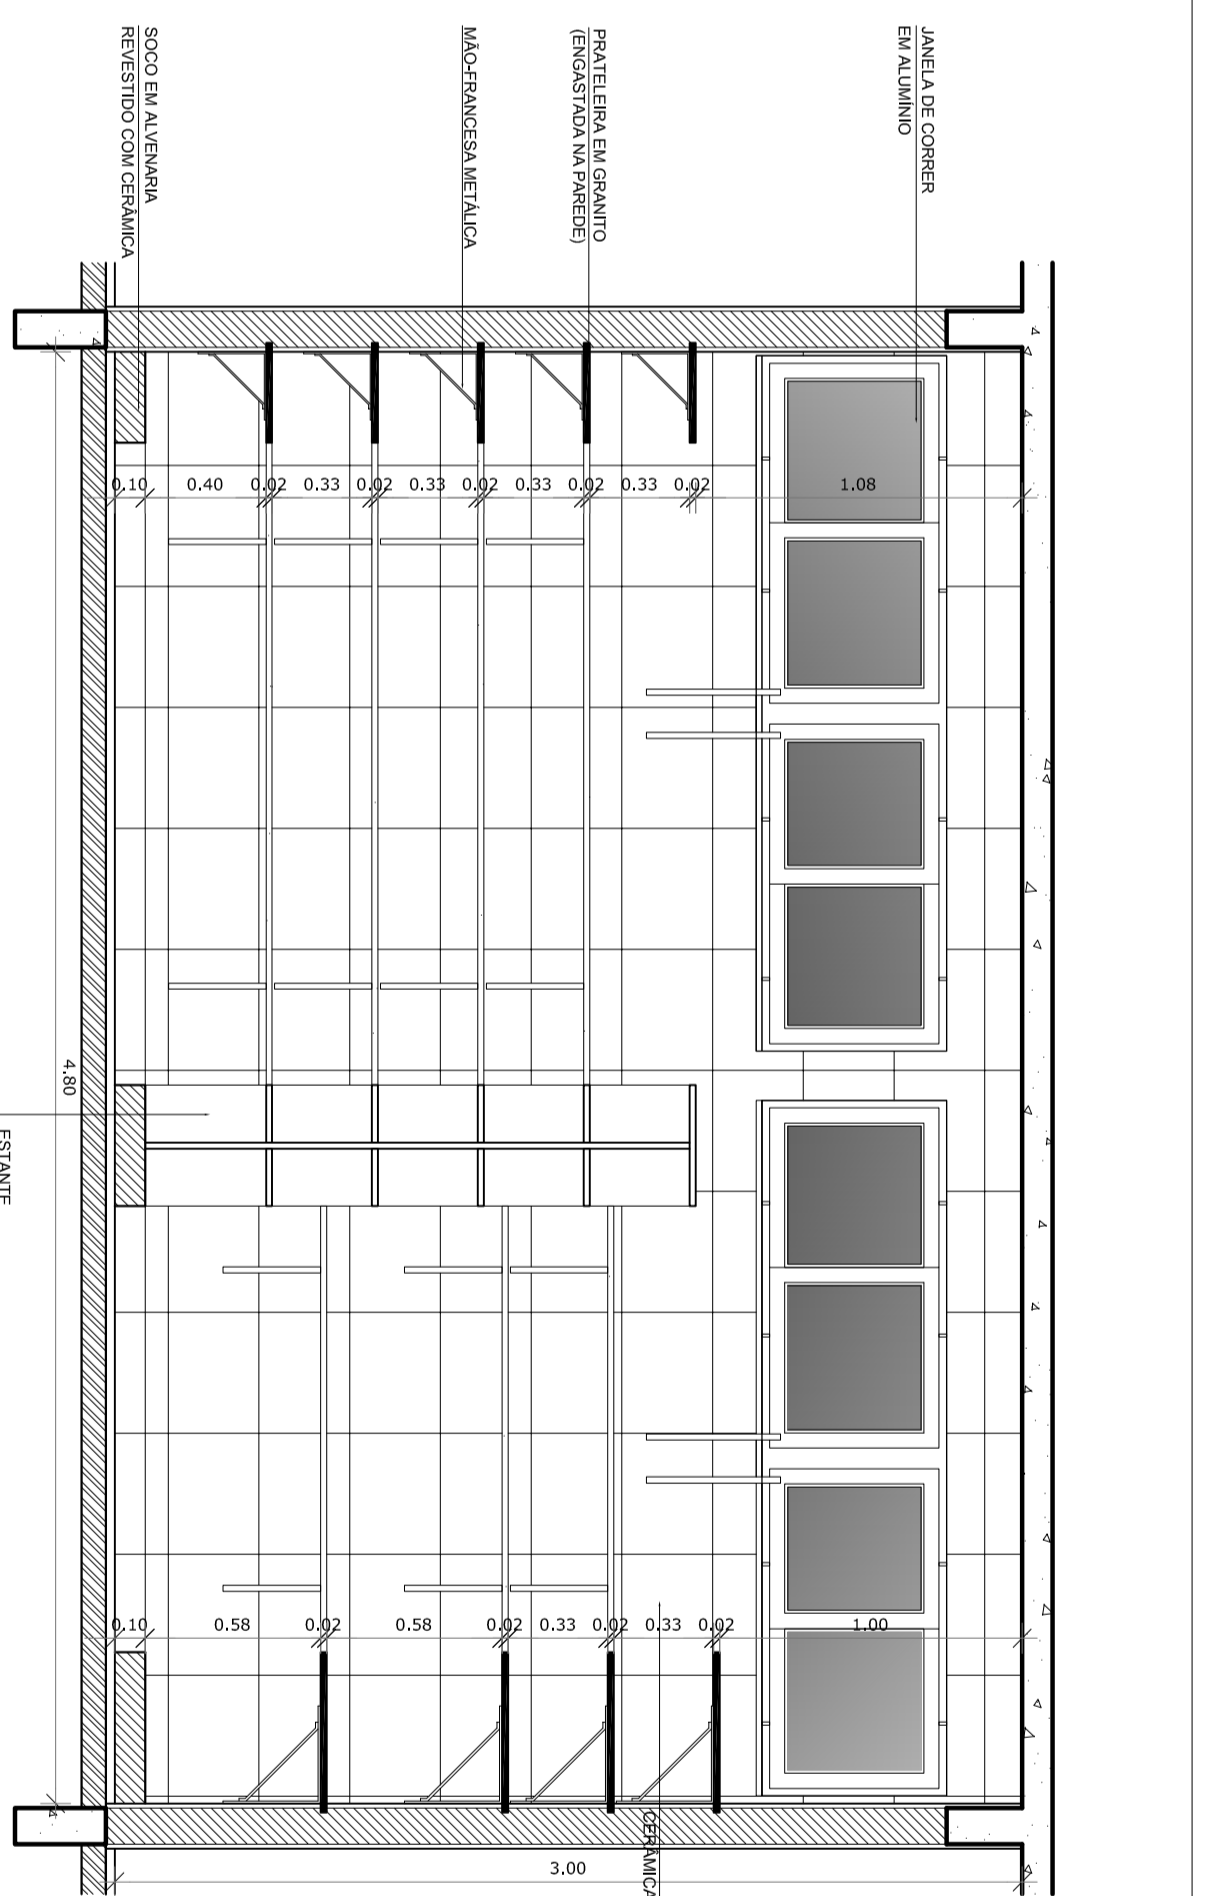 JANELA DE CORRER
EM ALUMÍNIO
PRATELEIRA EM GRANITO
(ENGASTADA NA PAREDE)
MÃO-FRANCESA METÁLICA
SOCO EM ALVENARIA
REVESTIDO COM CERÂMICA
0.10 0.40 0.02 0.33 0.02 0.33 0.02 0.33 0.02 0.33 0.02 1.08
4.80
ESTANTE
0.10 0.58 0.02 0.58 0.02 0.33 0.02 0.33 0.02 1.00
CERÂMICA
3.00